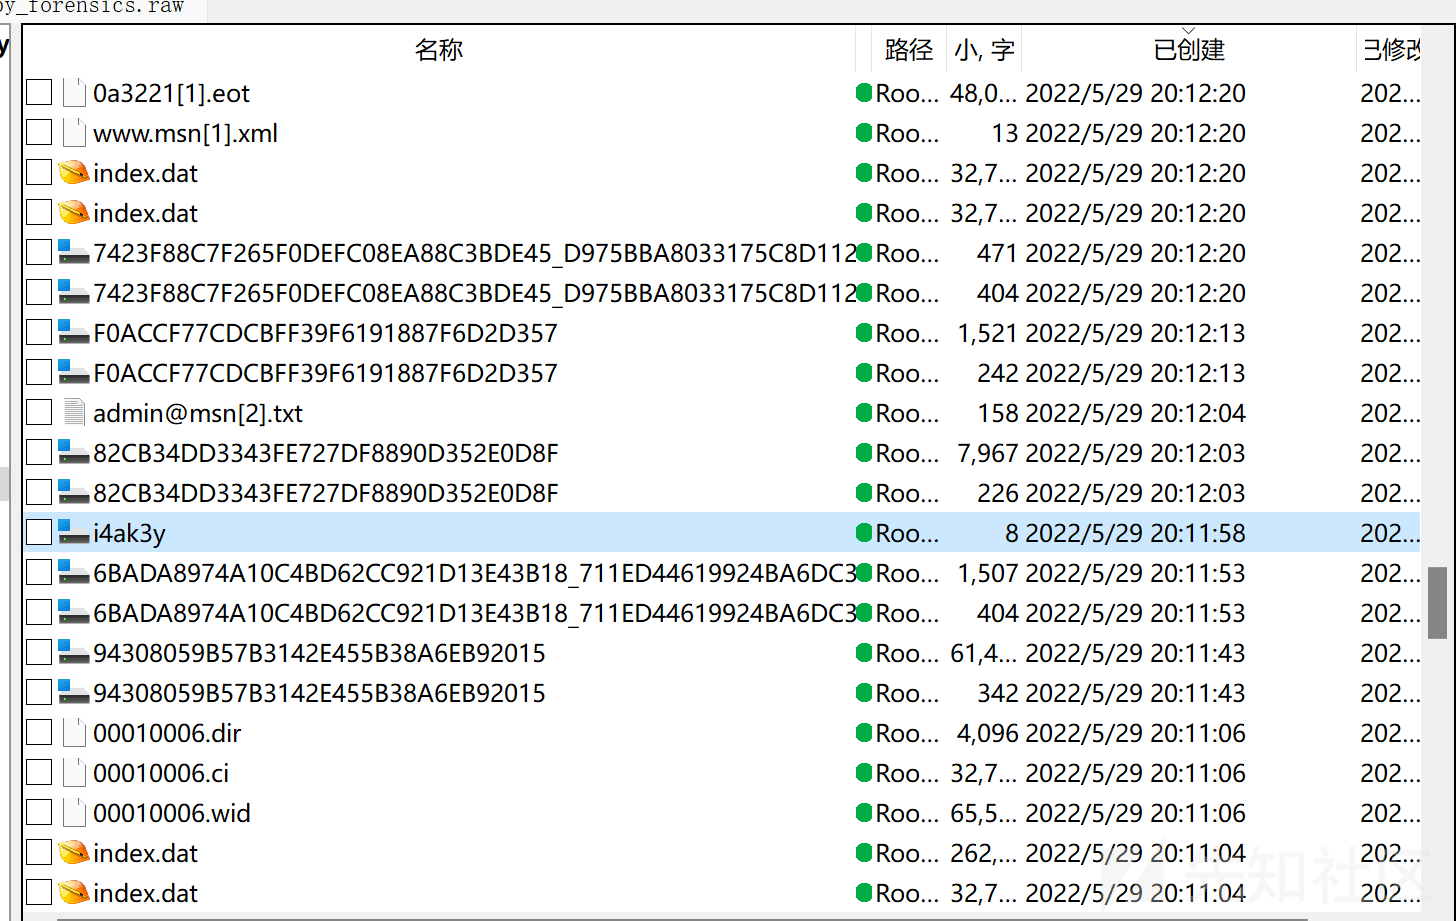 py_forensics.raw
名称 路径 小, 字 已创建 已修改
0a3221[1].eot Roo... 48,0... 2022/5/29 20:12:20 202...
www.msn[1].xml Roo... 13 2022/5/29 20:12:20 202...
index.dat Roo... 32,7... 2022/5/29 20:12:20 202...
index.dat Roo... 32,7... 2022/5/29 20:12:20 202...
7423F88C7F265F0DEFC08EA88C3BDE45_D975BBA8033175C8D112 Roo... 471 2022/5/29 20:12:20 202...
7423F88C7F265F0DEFC08EA88C3BDE45_D975BBA8033175C8D112 Roo... 404 2022/5/29 20:12:20 202...
F0ACCF77CDCBFF39F6191887F6D2D357 Roo... 1,521 2022/5/29 20:12:13 202...
F0ACCF77CDCBFF39F6191887F6D2D357 Roo... 242 2022/5/29 20:12:13 202...
admin@msn[2].txt Roo... 158 2022/5/29 20:12:04 202...
82CB34DD3343FE727DF8890D352E0D8F Roo... 7,967 2022/5/29 20:12:03 202...
82CB34DD3343FE727DF8890D352E0D8F Roo... 226 2022/5/29 20:12:03 202...
i4ak3y Roo... 8 2022/5/29 20:11:58 202...
6BADA8974A10C4BD62CC921D13E43B18_711ED44619924BA6DC3 Roo... 1,507 2022/5/29 20:11:53 202...
6BADA8974A10C4BD62CC921D13E43B18_711ED44619924BA6DC3 Roo... 404 2022/5/29 20:11:53 202...
94308059B57B3142E455B38A6EB92015 Roo... 61,4... 2022/5/29 20:11:43 202...
94308059B57B3142E455B38A6EB92015 Roo... 342 2022/5/29 20:11:43 202...
00010006.dir Roo... 4,096 2022/5/29 20:11:06 202...
00010006.ci Roo... 32,7... 2022/5/29 20:11:06 202...
00010006.wid Roo... 65,5... 2022/5/29 20:11:06 202...
index.dat Roo... 262,... 2022/5/29 20:11:04 202...
index.dat Roo... 32,7... 2022/5/29 20:11:04 202...
先知社区